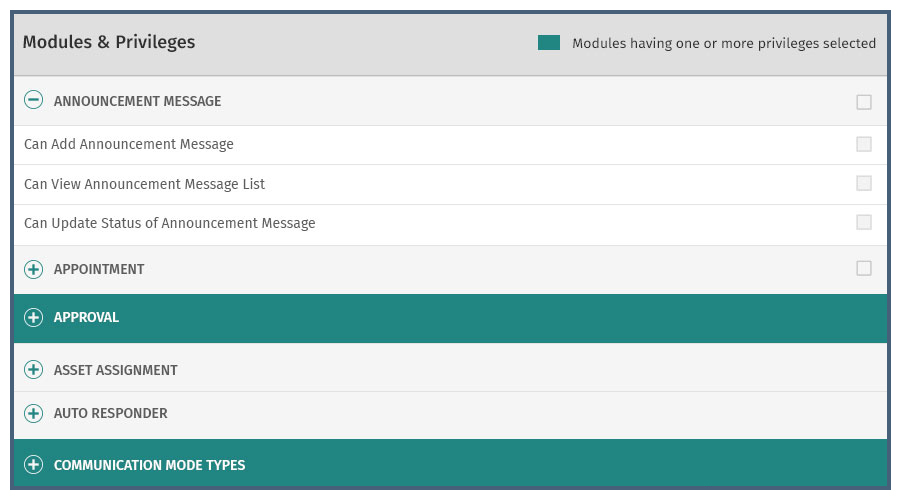 Modules & Privileges
Modules having one or more privileges selected
ANNOUNCEMENT MESSAGE
Can Add Announcement Message
Can View Announcement Message List
Can Update Status of Announcement Message
APPOINTMENT
APPROVAL
ASSET ASSIGNMENT
AUTO RESPONDER
COMMUNICATION MODE TYPES